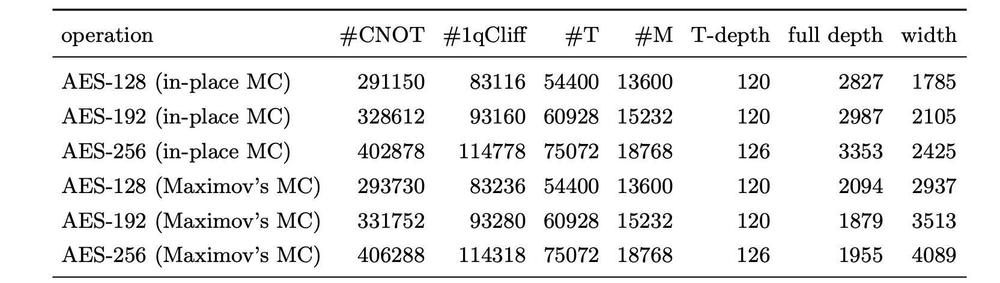 operation #CNOT #1qCliff #T #M T-depth full depth width
AES-128 (in-place MC) 291150 83116 54400 13600 120 2827 1785
AES-192 (in-place MC) 328612 93160 60928 15232 120 2987 2105
AES-256 (in-place MC) 402878 114778 75072 18768 126 3353 2425
AES-128 (Maximov's MC) 293730 83236 54400 13600 120 2094 2937
AES-192 (Maximov's MC) 331752 93280 60928 15232 120 1879 3513
AES-256 (Maximov's MC) 406288 114318 75072 18768 126 1955 4089